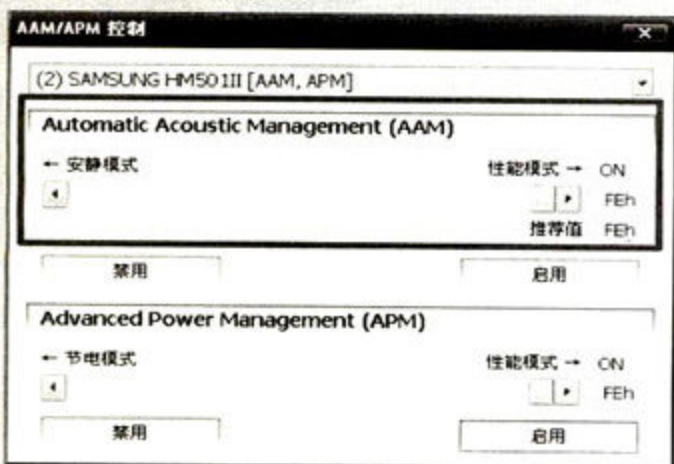 AAM/APM 控制
(2) SAMSUNG HM501II [AAM, APM]
Automatic Acoustic Management (AAM)
← 安静模式 性能模式 → ON
FEh
推荐值 FEh
禁用 启用
Advanced Power Management (APM)
← 节电模式 性能模式 → ON
FEh
禁用 启用